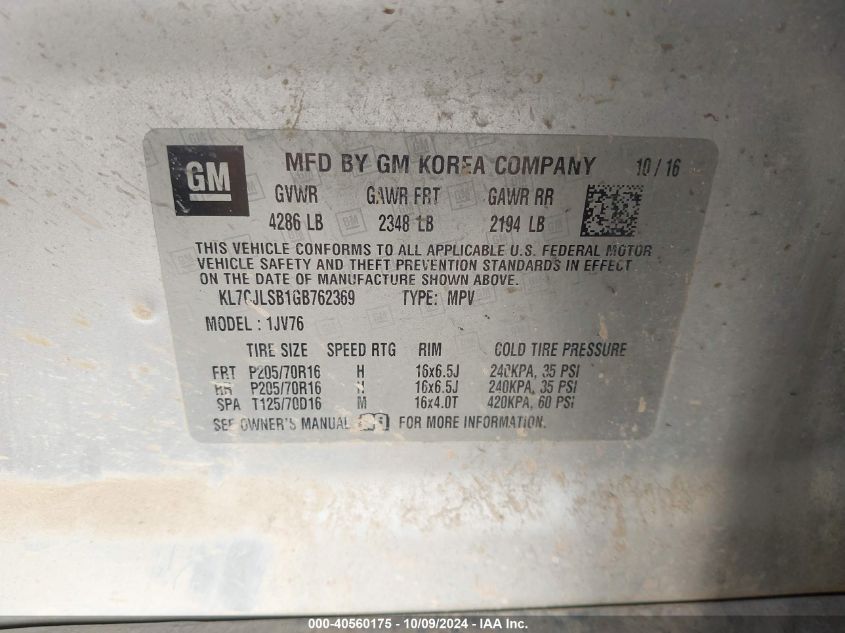 GM MFD BY GM KOREA COMPANY 10/16
GVWR GAWR FRT GAWR RR
4286 LB 2348 LB 2194 LB
THIS VEHICLE CONFORMS TO ALL APPLICABLE U.S. FEDERAL MOTOR
VEHICLE SAFETY AND THEFT PREVENTION STANDARDS IN EFFECT
ON THE DATE OF MANUFACTURE SHOWN ABOVE.
KL7CJLSB1GB762369 TYPE: MPV
MODEL: 1JV76
TIRE SIZE SPEED RTG RIM COLD TIRE PRESSURE
FRT P205/70R16 H 16x6.5J 240KPA, 35 PSI
RR P205/70R16 H 16x6.5J 240KPA, 35 PSI
SPA T125/70D16 M 16x4.0T 420KPA, 60 PSI
SEE OWNER'S MANUAL FOR MORE INFORMATION.
000-40560175 - 10/09/2024 - IAA Inc.